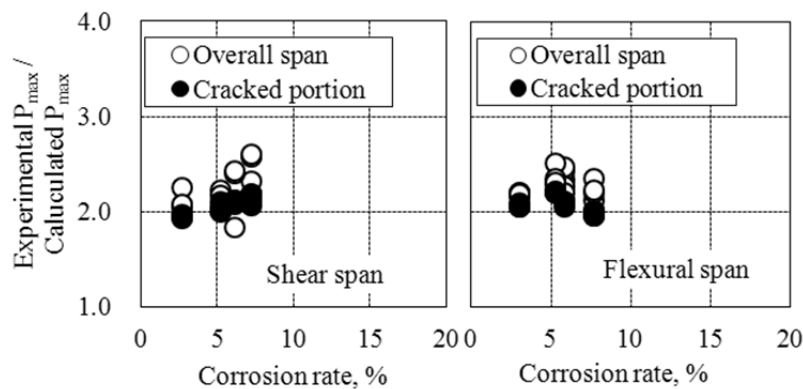 Experimental Pmax /
Caluculated Pmax
4.0
3.0
2.0
1.0
Overall span
Cracked portion
Shear span
0 5 10 15 20
Corrosion rate, %
Overall span
Cracked portion
Flexural span
0 5 10 15 20
Corrosion rate, %